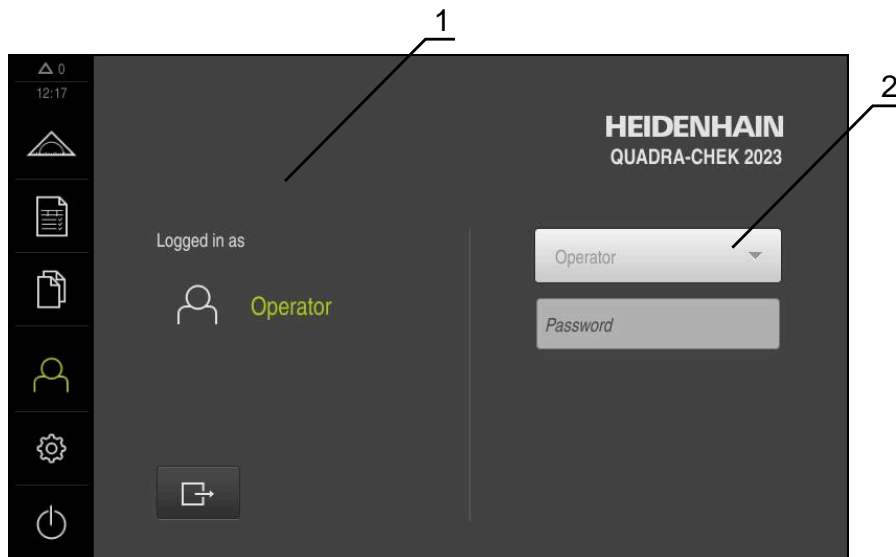 1
0
12:17
2
HEIDENHAIN
QUADRA-CHEK 2023
Logged in as
Operator
Operator
Password